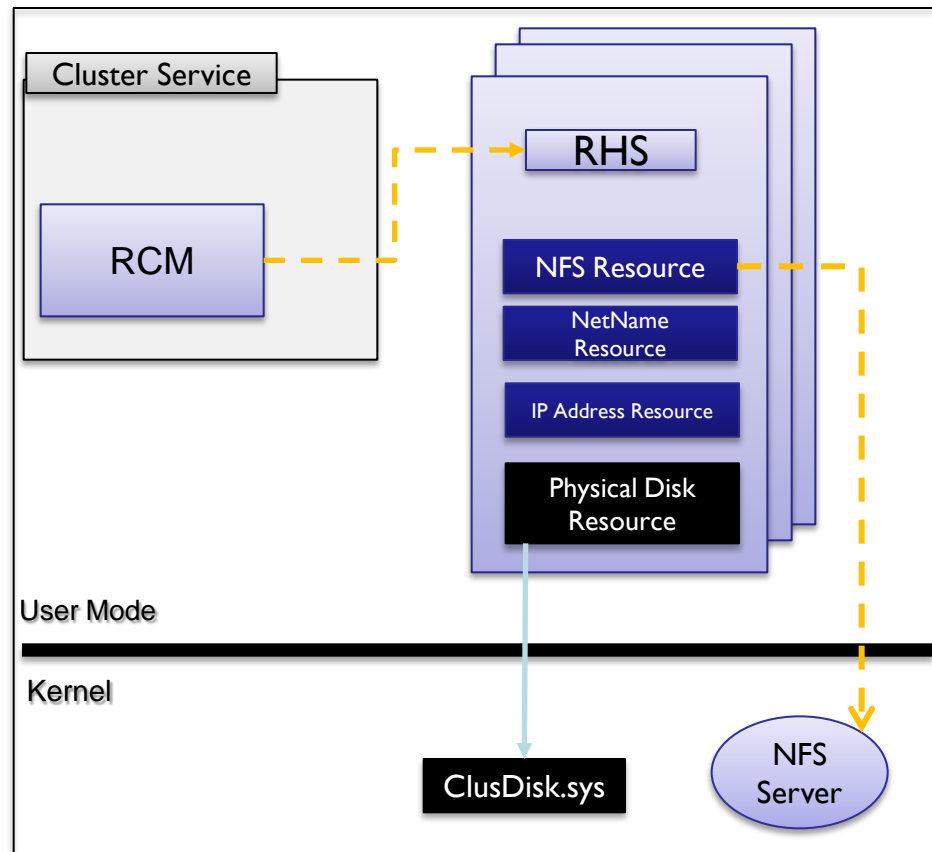 Cluster Service
RHS
RCM
NFS Resource
NetName
Resource
IP Address Resource
Physical Disk
Resource
User Mode
Kernel
ClusDisk.sys
NFS
Server